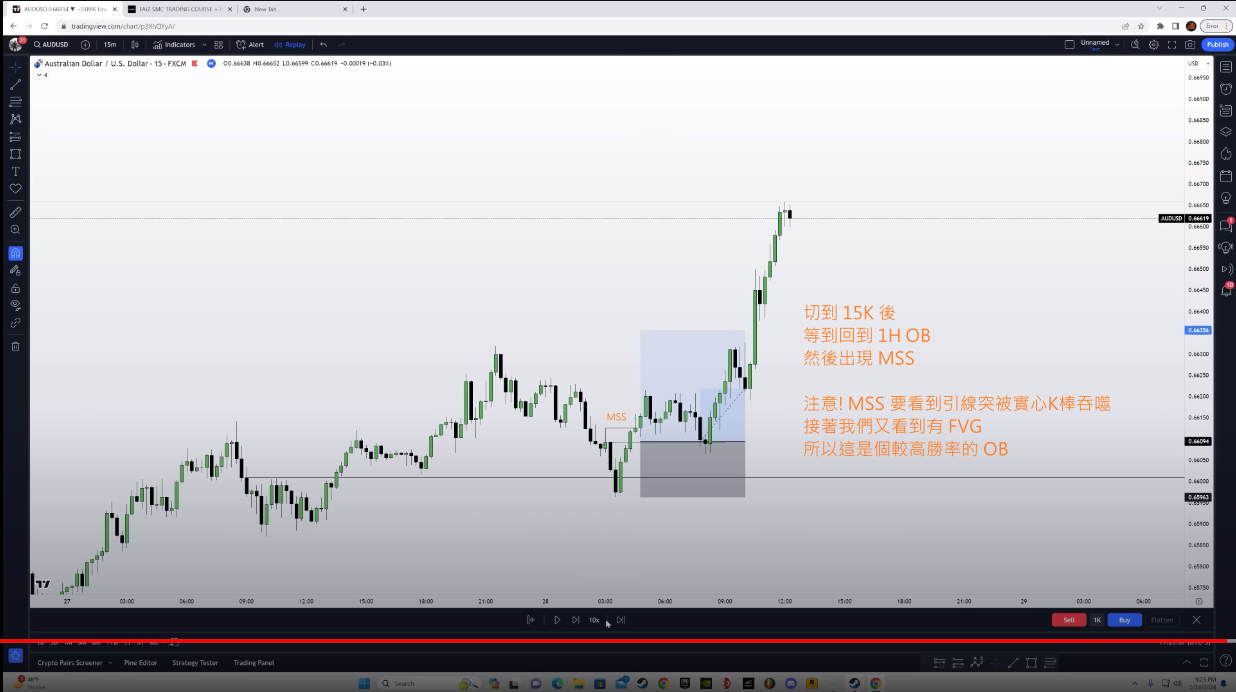 AUDUSD 0.66614 ▼ −0.09% Un
FAIZ SMC TRADING COURSE + F
New Tab
tradingview.com/chart/p3XhOYyA/
Error
AUDUSD
15m
Indicators
Alert
Replay
Unnamed
Publish
Australian Dollar / U.S. Dollar · 15 · FXCM
O0.66638 H0.66652 L0.66599 C0.66619 −0.00019 (−0.03%)
4
USD
0.66950
0.66900
0.66850
0.66800
0.66750
0.66700
0.66650
AUDUSD 0.66619
0.66600
0.66550
0.66500
0.66450
0.66400
0.66356
0.66300
0.66250
0.66200
0.66150
0.66094
0.66050
0.66000
0.65963
0.65900
0.65850
0.65800
0.65750
切到 15K 後
等到回到 1H OB
然後出現 MSS
注意! MSS 要看到引線突被實心K棒吞噬
接著我們又看到有 FVG
所以這是個較高勝率的 OB
MSS
27 03:00 06:00 09:00 12:00 15:00 18:00 21:00 28 03:00 06:00 09:00 12:00 15:00 18:00 21:00 29 03:00 06:00
10x
Sell 1K Buy Flatten
Crypto Pairs Screener Pine Editor Strategy Tester Trading Panel
48°F
Search
9:23 PM